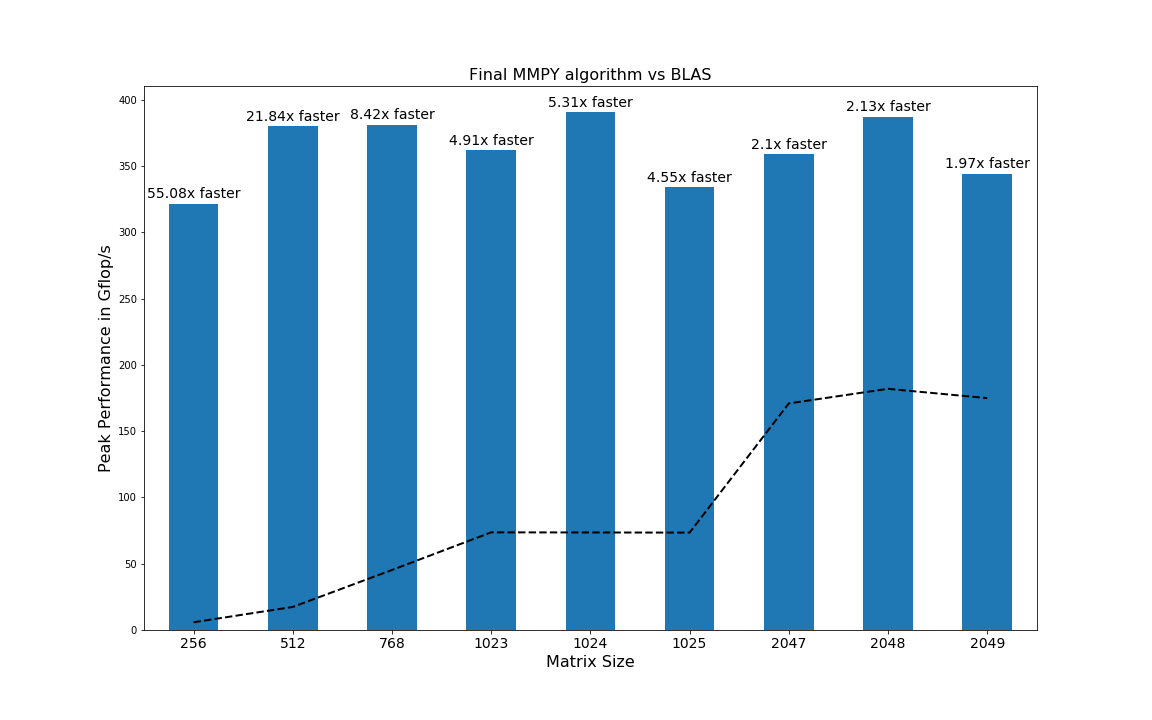 Final MMPY algorithm vs BLAS
Peak Performance in Gflop/s
400
350
300
250
200
150
100
50
0
55.08x faster
21.84x faster
8.42x faster
4.91x faster
5.31x faster
4.55x faster
2.1x faster
2.13x faster
1.97x faster
256 512 768 1023 1024 1025 2047 2048 2049
Matrix Size